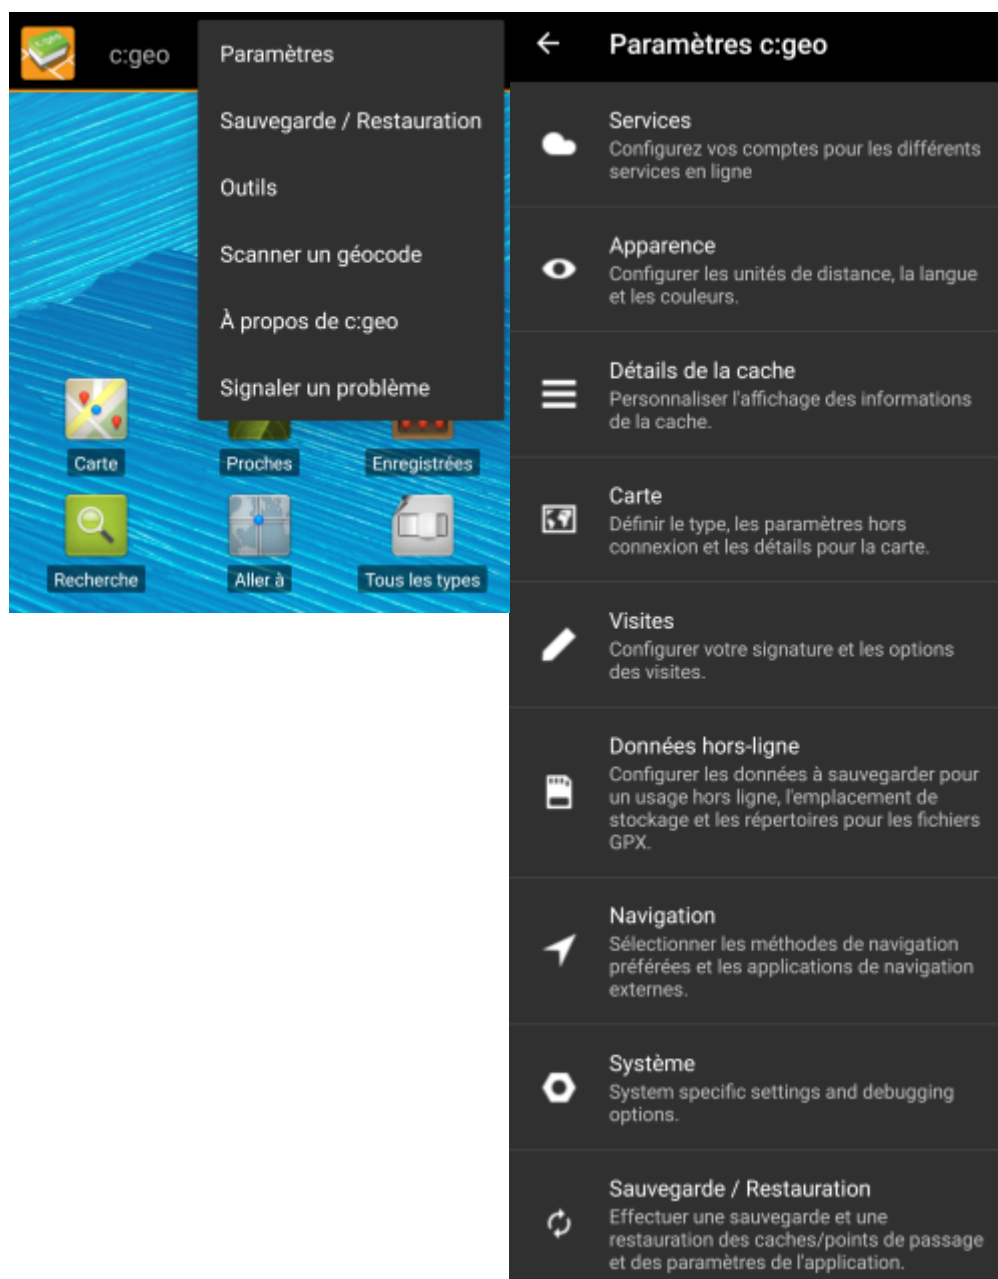 c:geo
Paramètres
Sauvegarde / Restauration
Outils
Scanner un géocode
À propos de c:geo
Signaler un problème
Carte
Proches
Enregistrées
Recherche
Aller à
Tous les types
Paramètres c:geo
Services
Configurez vos comptes pour les différents
services en ligne
Apparence
Configurer les unités de distance, la langue
et les couleurs.
Détails de la cache
Personnaliser l'affichage des informations
de la cache.
Carte
Définir le type, les paramètres hors
connexion et les détails pour la carte.
Visites
Configurer votre signature et les options
des visites.
Données hors-ligne
Configurer les données à sauvegarder pour
un usage hors ligne, l'emplacement de
stockage et les répertoires pour les fichiers
GPX.
Navigation
Sélectionner les méthodes de navigation
préférées et les applications de navigation
externes.
Système
System specific settings and debugging
options.
Sauvegarde / Restauration
Effectuer une sauvegarde et une
restauration des caches/points de passage
et des paramètres de l'application.